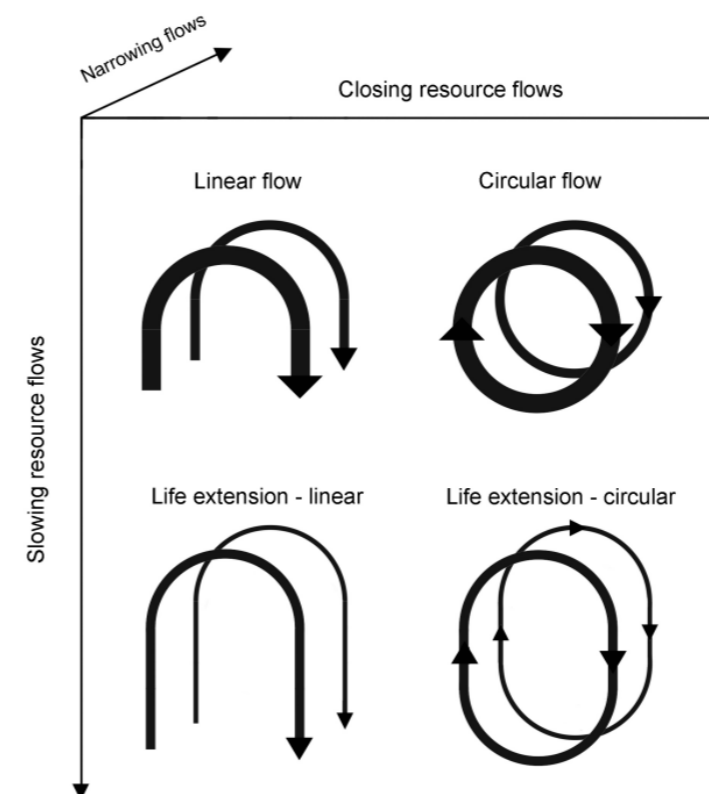 Narrowing flows
Closing resource flows
Linear flow
Circular flow
Slowing resource flows
Life extension - linear
Life extension - circular